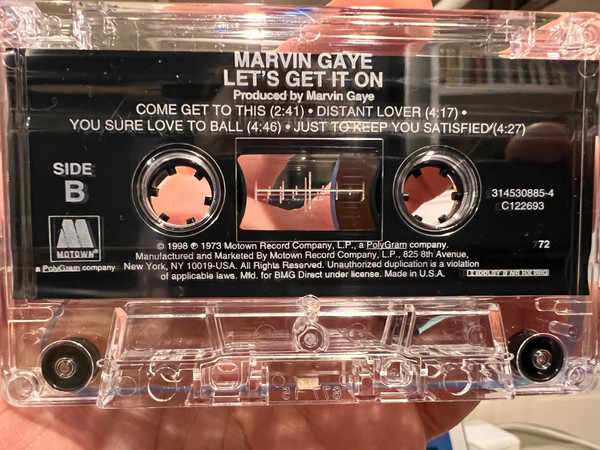 MARVIN GAYE
LET'S GET IT ON
Produced by Marvin Gaye
COME GET TO THIS (2:41) • DISTANT LOVER (4:17) •
YOU SURE LOVE TO BALL (4:46) • JUST TO KEEP YOU SATISFIED (4:27)
SIDE
B
314530885-4
C122693
MOTOWN
a PolyGram company
© 1998 ℗ 1973 Motown Record Company, L.P., a PolyGram company.
Manufactured and Marketed By Motown Record Company, L.P., 825 8th Avenue,
New York, NY 10019-USA. All Rights Reserved. Unauthorized duplication is a violation
of applicable laws. Mfd. for BMG Direct under license. Made in U.S.A.
72
DOLBY B NR HX PRO